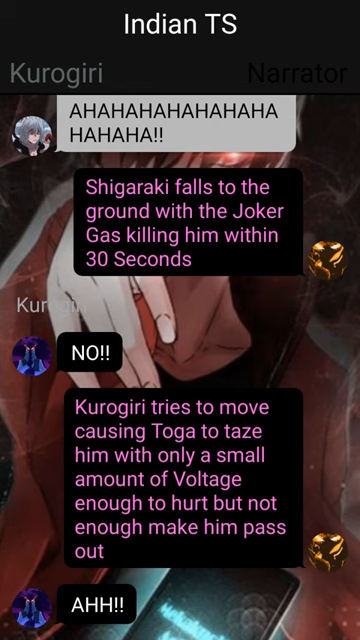 Indian TS
Kurogiri
Narrator
AHAHAHAHAHAHAHA
HAHAHA!!
Shigaraki falls to the
ground with the Joker
Gas killing him within
30 Seconds
Kurogiri
NO!!
Kurogiri tries to move
causing Toga to taze
him with only a small
amount of Voltage
enough to hurt but not
enough make him pass
out
AHH!!